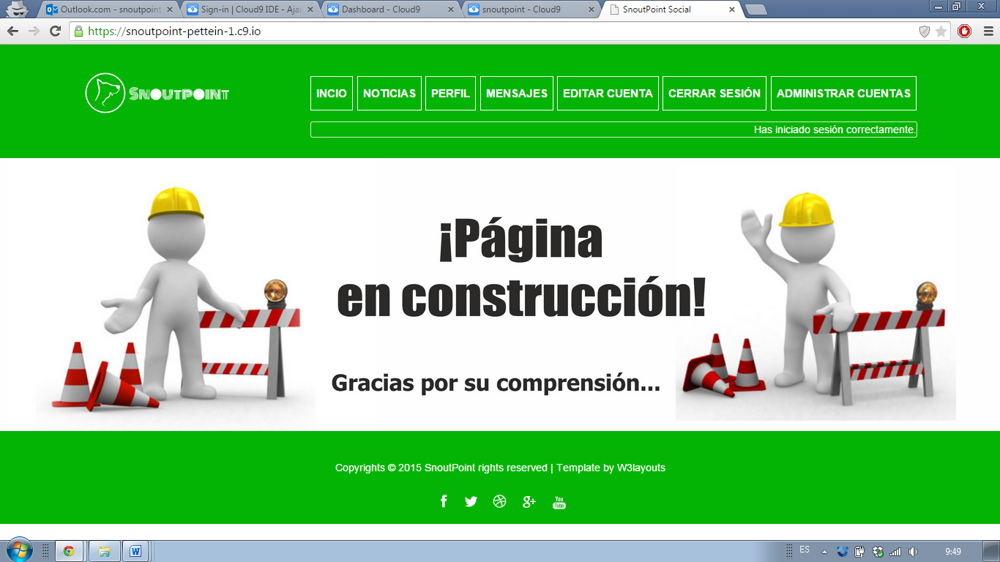 Outlook.com - snoutpoint
Sign-in | Cloud9 IDE - Aja
Dashboard - Cloud9
snoutpoint - Cloud9
SnoutPoint Social
https://snoutpoint-pettein-1.c9.io
SNOUTPOINT
INCIO NOTICIAS PERFIL MENSAJES EDITAR CUENTA CERRAR SESIÓN ADMINISTRAR CUENTAS
Has iniciado sesión correctamente.
¡Página
en construcción!
Gracias por su comprensión...
Copyrights © 2015 SnoutPoint rights reserved | Template by W3layouts
You Tube
ES
9:49